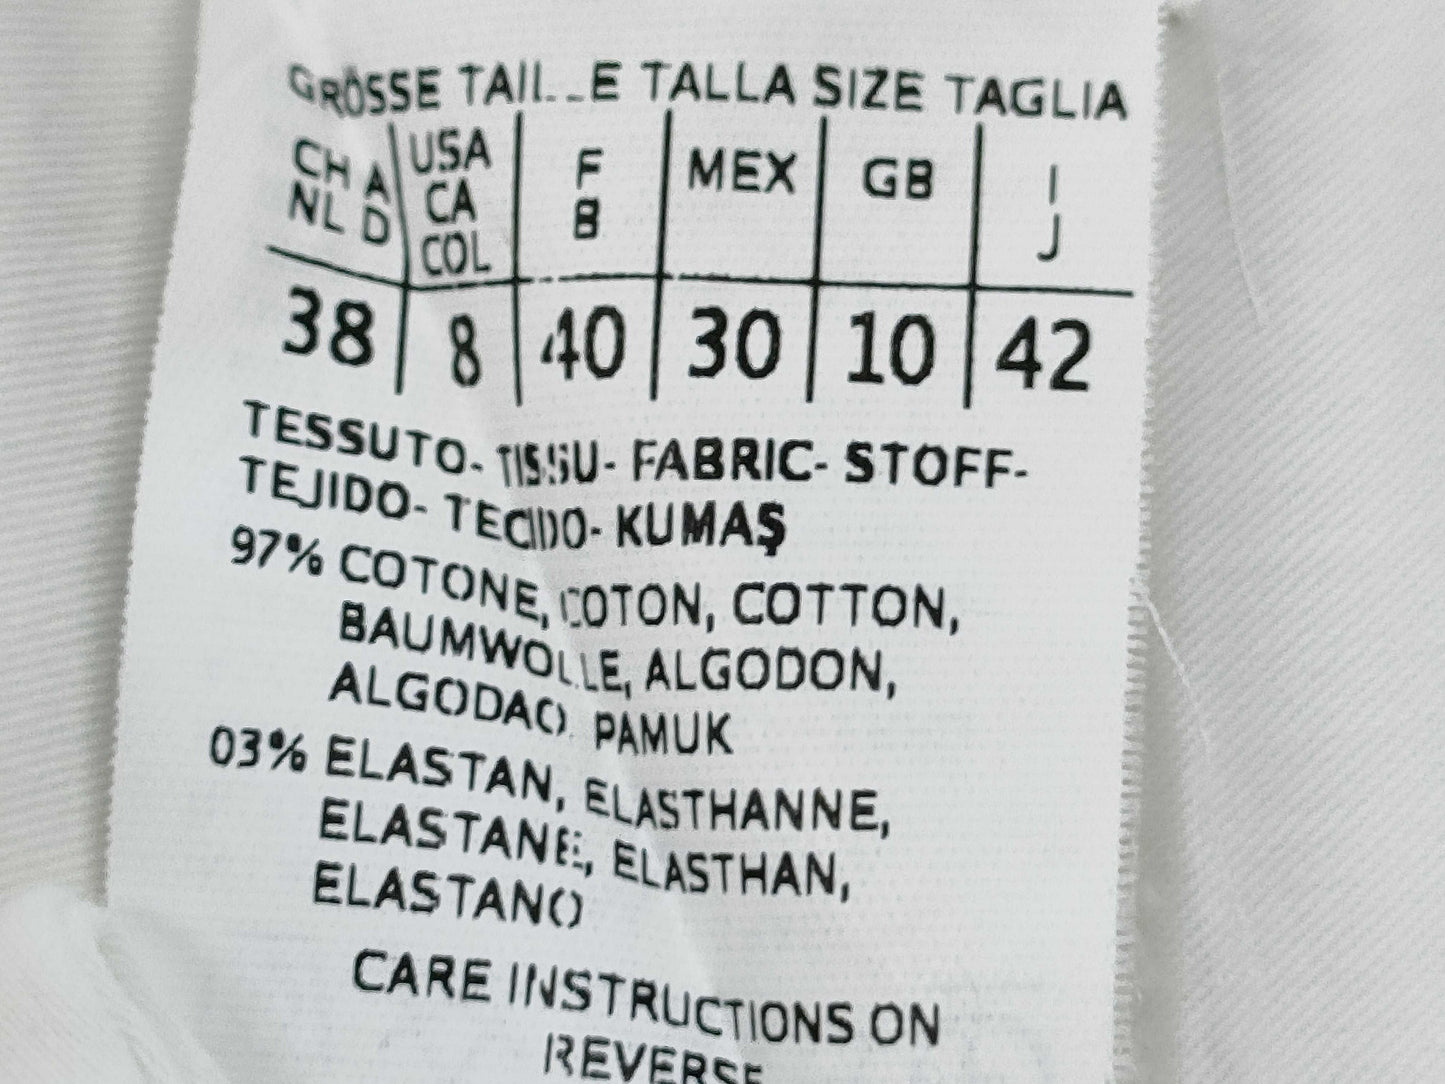 GRÖSSE TAILLE TALLA SIZE TAGLIA
CH A USA F MEX GB I
NL D CA B J
COL
38 8 40 30 10 42
TESSUTO- TISSU- FABRIC- STOFF-
TEJIDO- TECIDO- KUMAŞ
97% COTONE, COTON, COTTON,
BAUMWOLLE, ALGODON,
ALGODAO, PAMUK
03% ELASTAN, ELASTHANNE,
ELASTANE, ELASTHAN,
ELASTANO
CARE INSTRUCTIONS ON
REVERSE